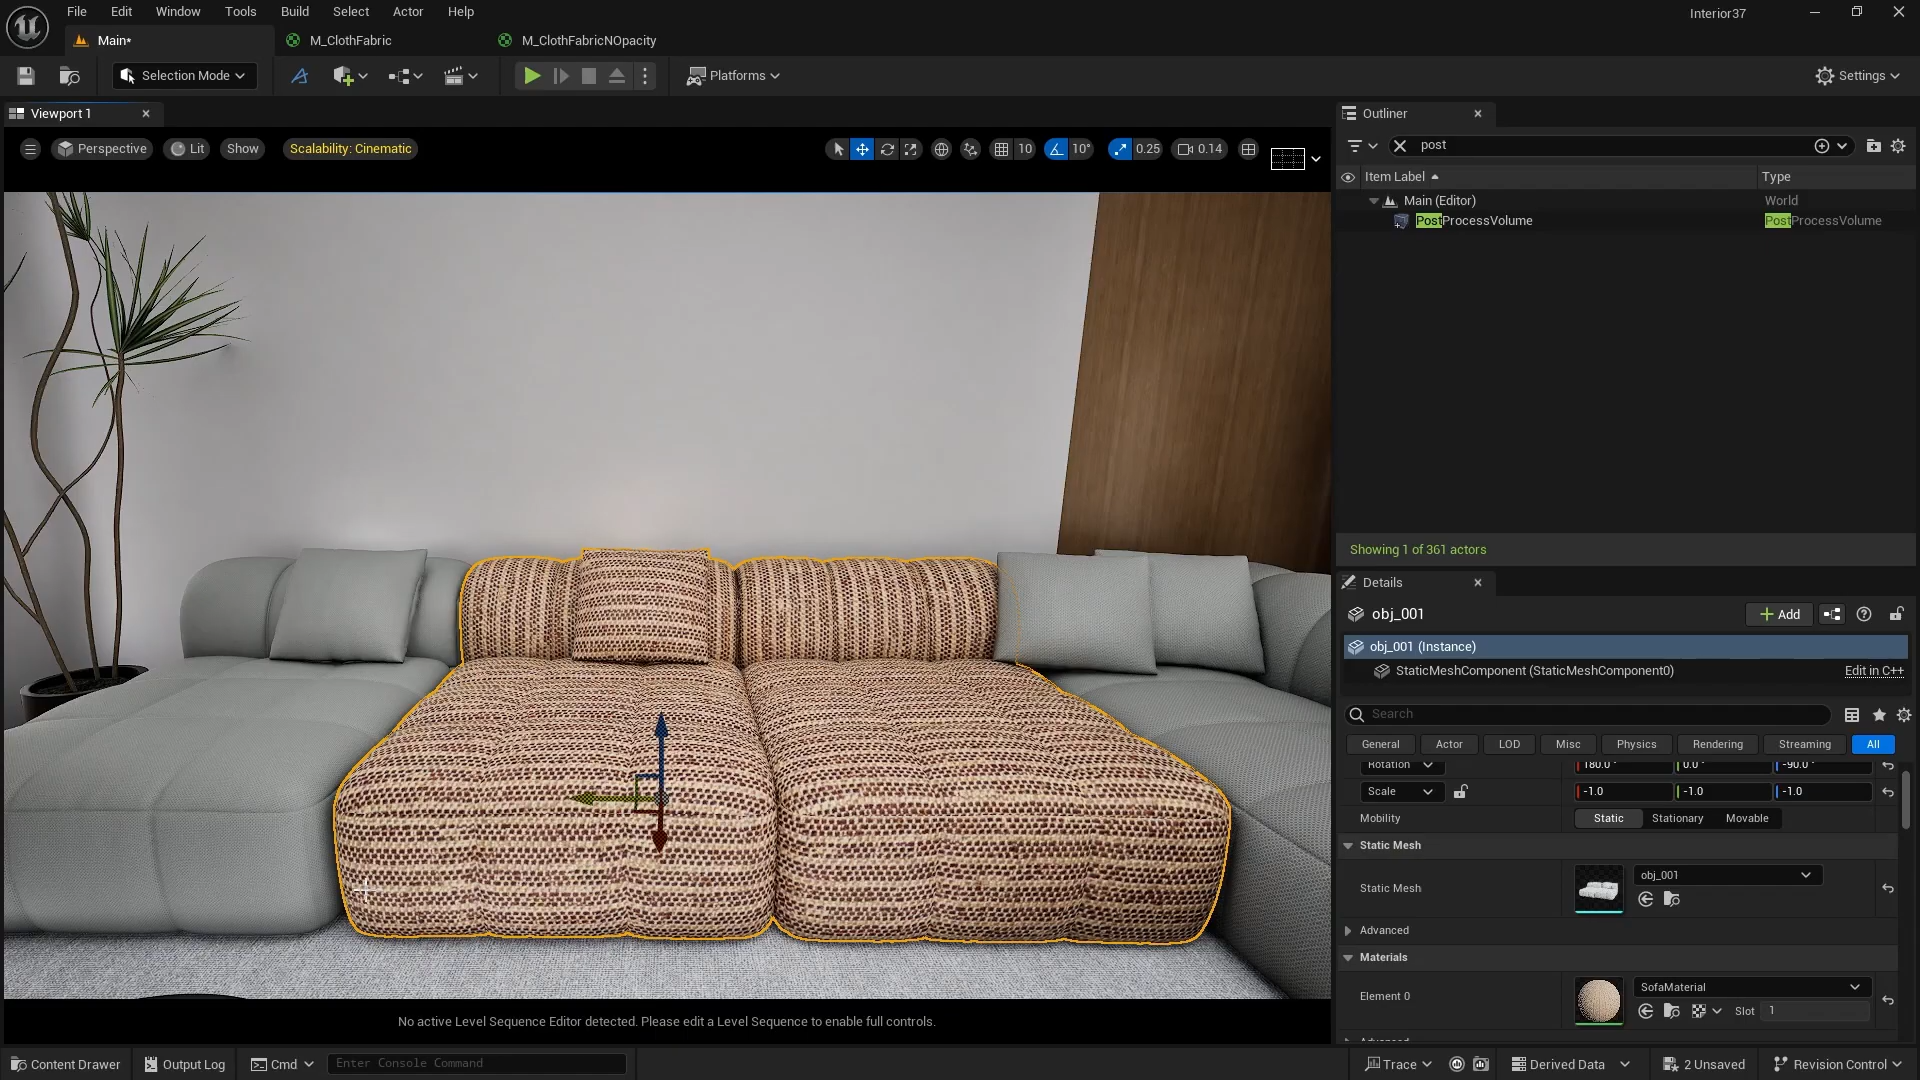 File Edit Window Tools Build Select Actor Help
Interior37
Main*
M_ClothFabric
M_ClothFabricNOpacity
Selection Mode
Platforms
Settings
Viewport 1
Perspective
Lit
Show
Scalability: Cinematic
10
10°
0.25
0.14
Outliner
post
Item Label
Type
Main (Editor)
World
PostProcessVolume
PostProcessVolume
Showing 1 of 361 actors
Details
obj_001
Add
obj_001 (Instance)
StaticMeshComponent (StaticMeshComponent0)
Edit in C++
Search
General Actor LOD Misc Physics Rendering Streaming All
Rotation
180.0° 0.0° -90.0°
Scale
-1.0 -1.0 -1.0
Mobility
Static Stationary Movable
Static Mesh
Static Mesh
obj_001
Advanced
Materials
Element 0
SofaMaterial
Slot 1
Advanced
No active Level Sequence Editor detected. Please edit a Level Sequence to enable full controls.
Content Drawer
Output Log
Cmd
Enter Console Command
Trace
Derived Data
2 Unsaved
Revision Control